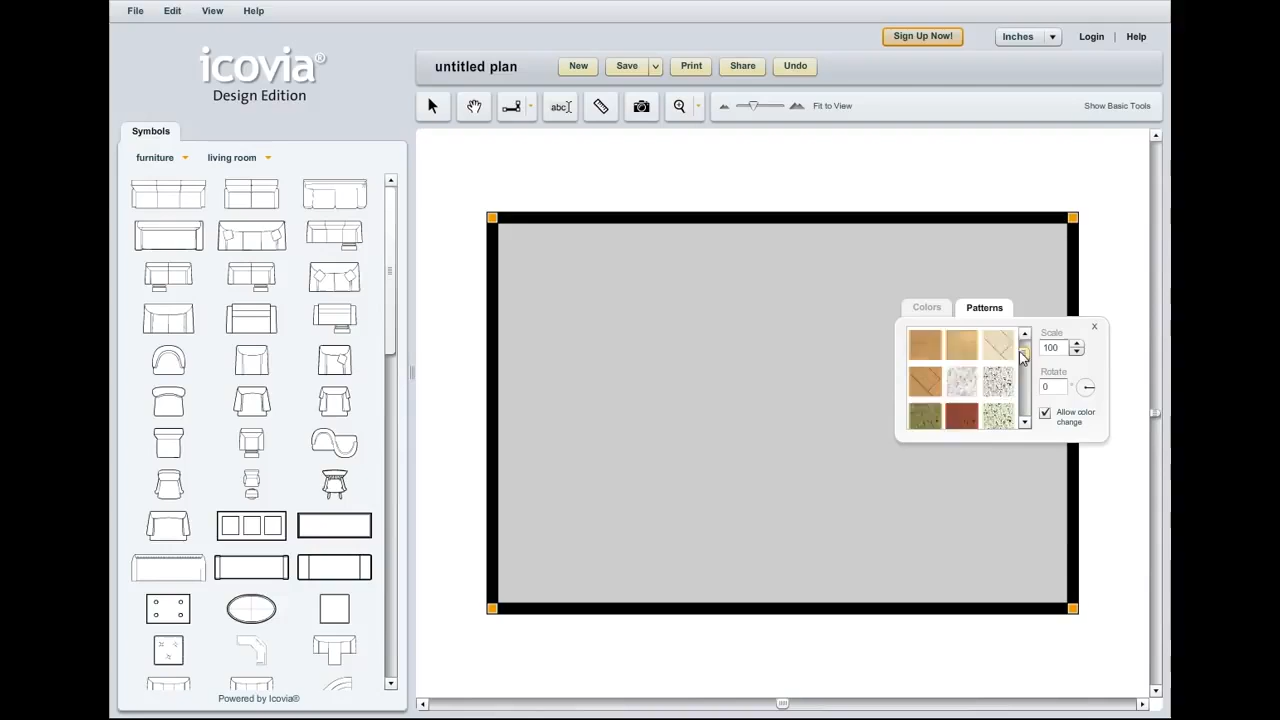 File Edit View Help
Sign Up Now! Inches Login | Help
icovia®
Design Edition
untitled plan New Save Print Share Undo
abc Fit to View Show Basic Tools
Symbols
furniture living room
Colors Patterns
X
Scale
100
Rotate
0 °
Allow color
change
Powered by Icovia®